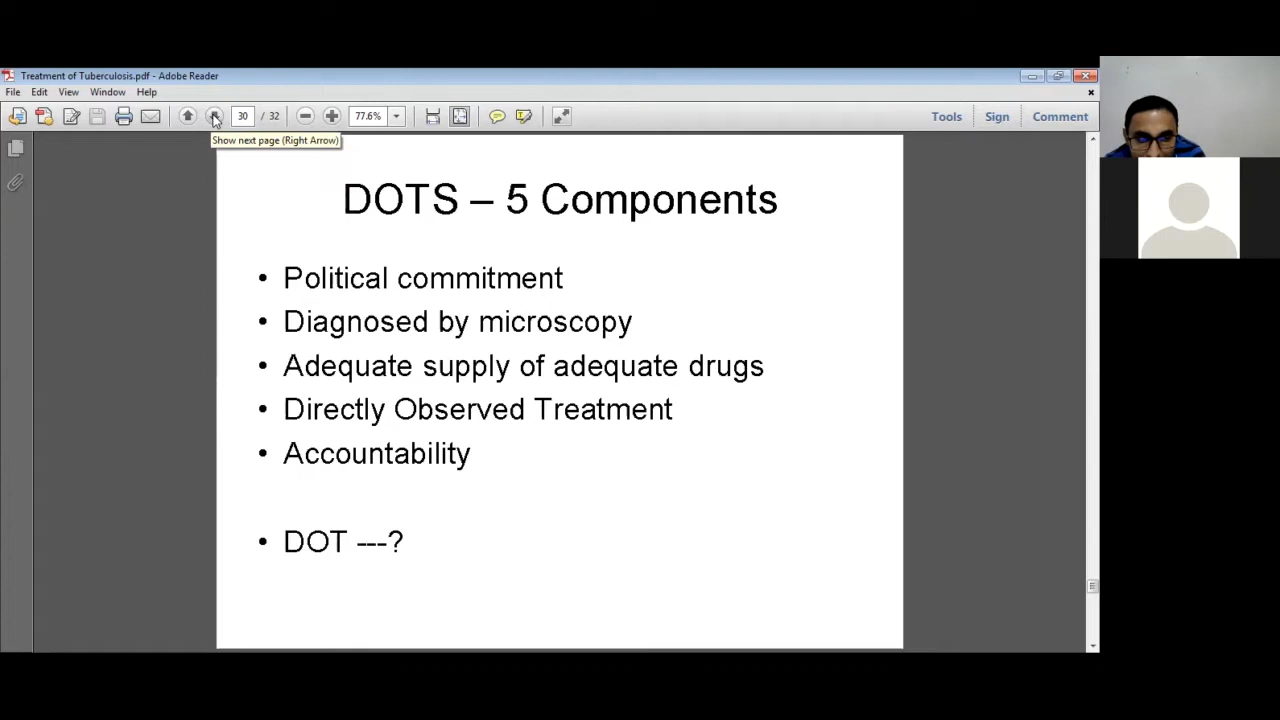 Treatment of Tuberculosis.pdf - Adobe Reader
File Edit View Window Help
30 / 32 77.6% Tools Sign Comment
Show next page (Right Arrow)
DOTS – 5 Components
• Political commitment
• Diagnosed by microscopy
• Adequate supply of adequate drugs
• Directly Observed Treatment
• Accountability
• DOT ---?